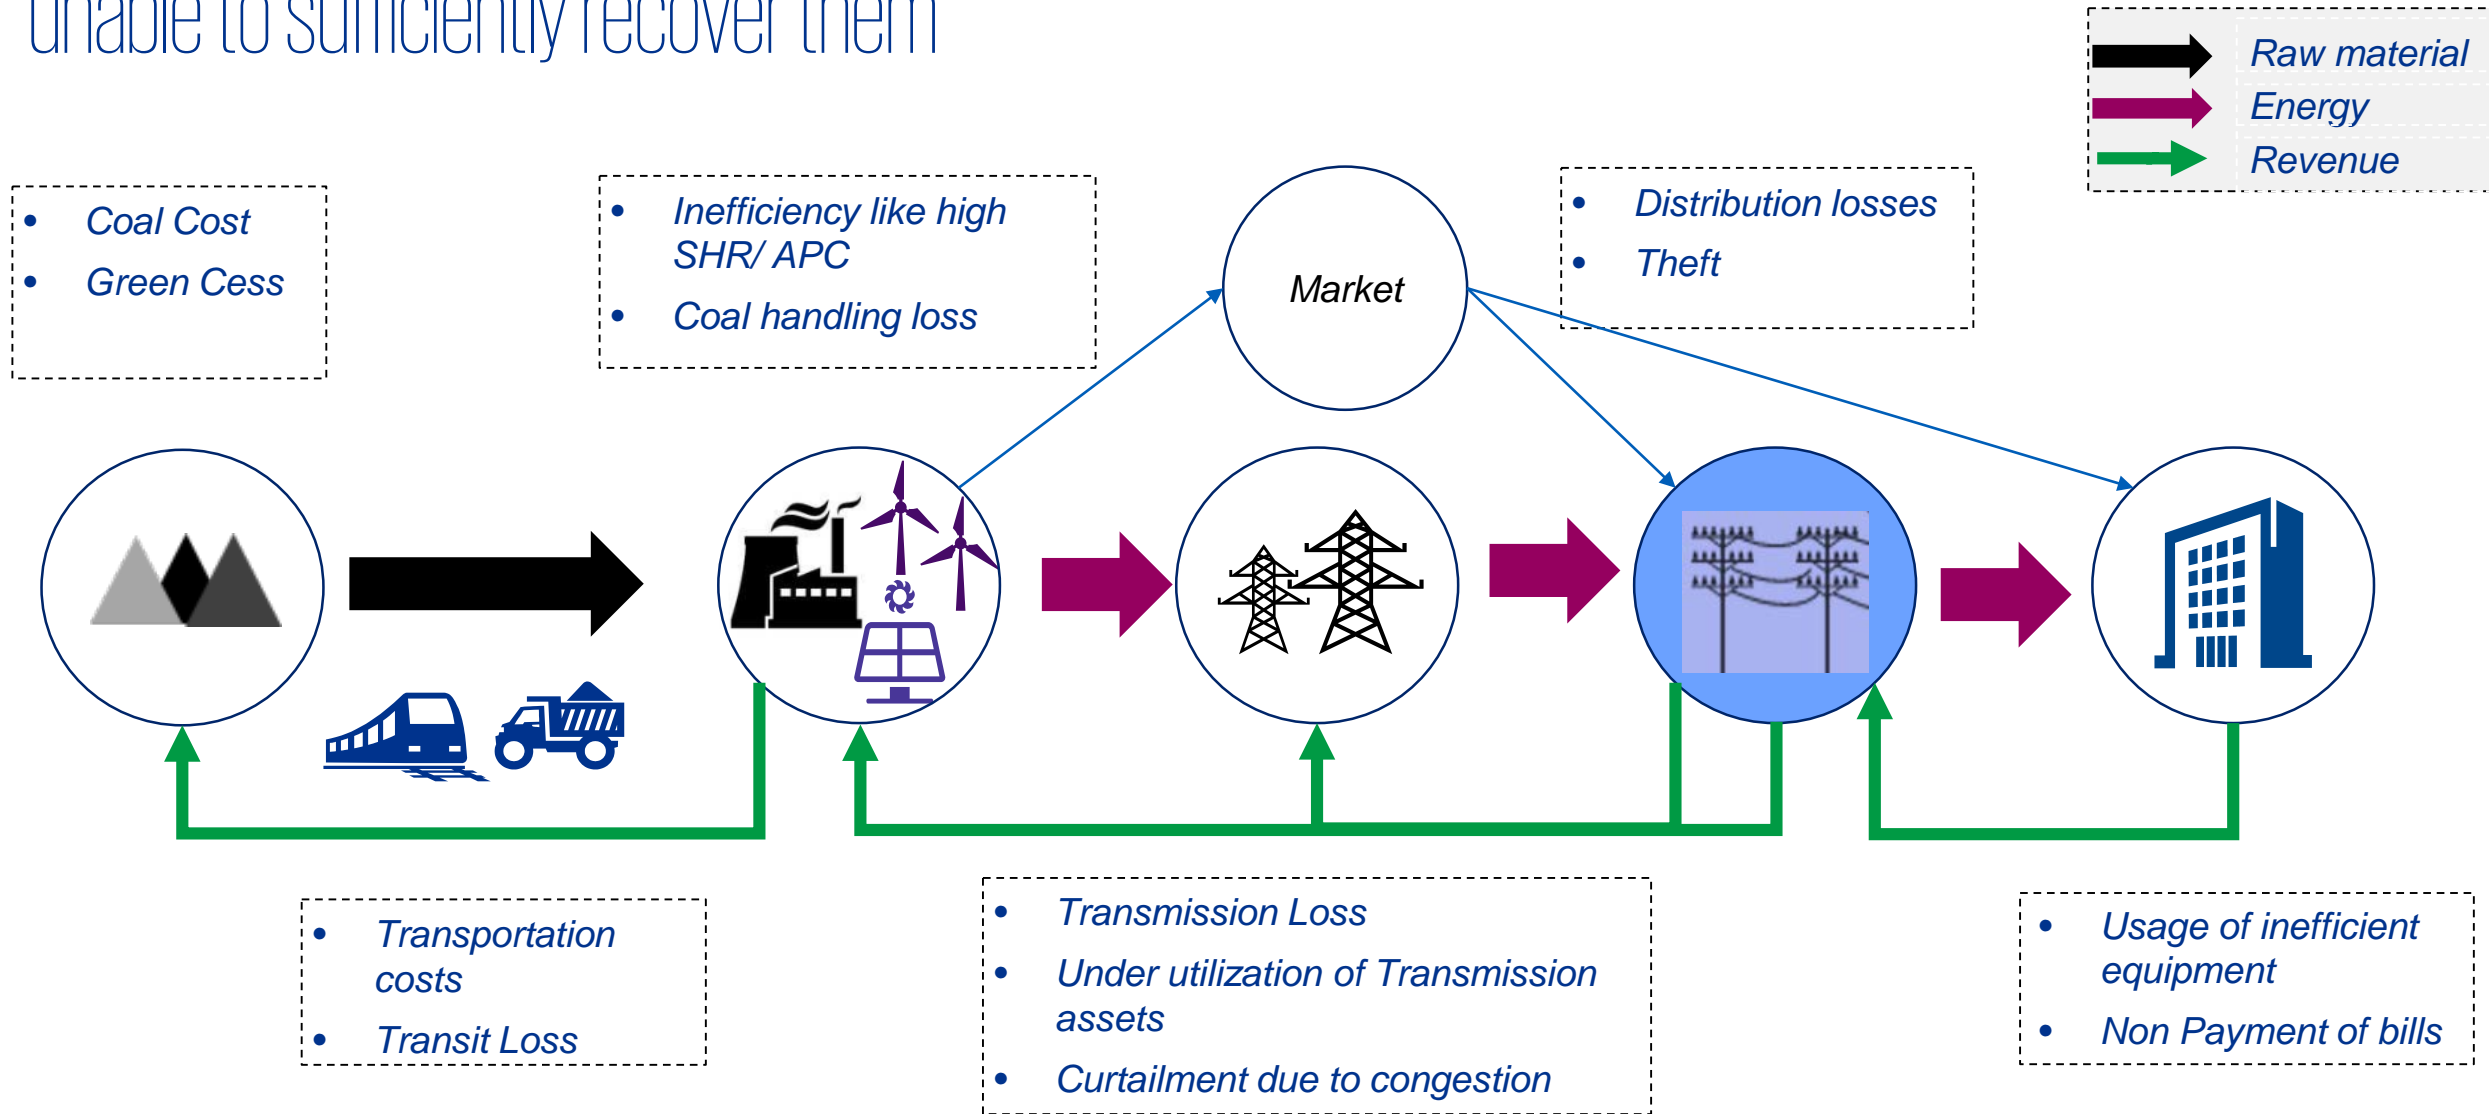 unable to sufficiently recover them
Raw material
Energy
Revenue
• Coal Cost
• Green Cess
• Inefficiency like high
SHR/ APC
• Coal handling loss
Market
• Distribution losses
• Theft
• Transportation
costs
• Transit Loss
• Transmission Loss
• Under utilization of Transmission
assets
• Curtailment due to congestion
• Usage of inefficient
equipment
• Non Payment of bills